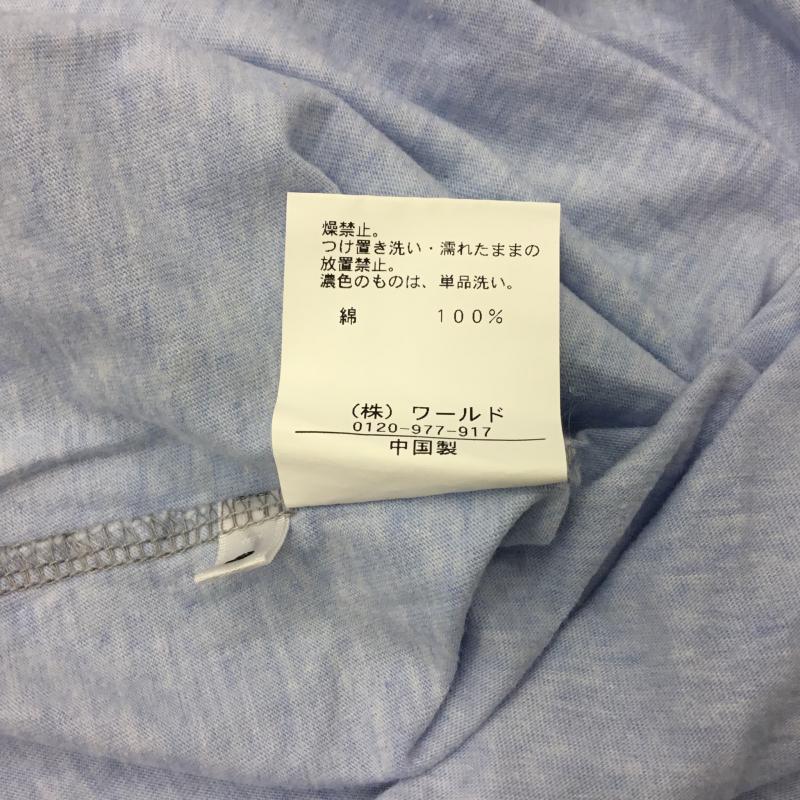 燥禁止。
つけ置き洗い・濡れたままの
放置禁止。
濃色のものは、単品洗い。
綿 100%
(株) ワールド
0120-977-917
中国製